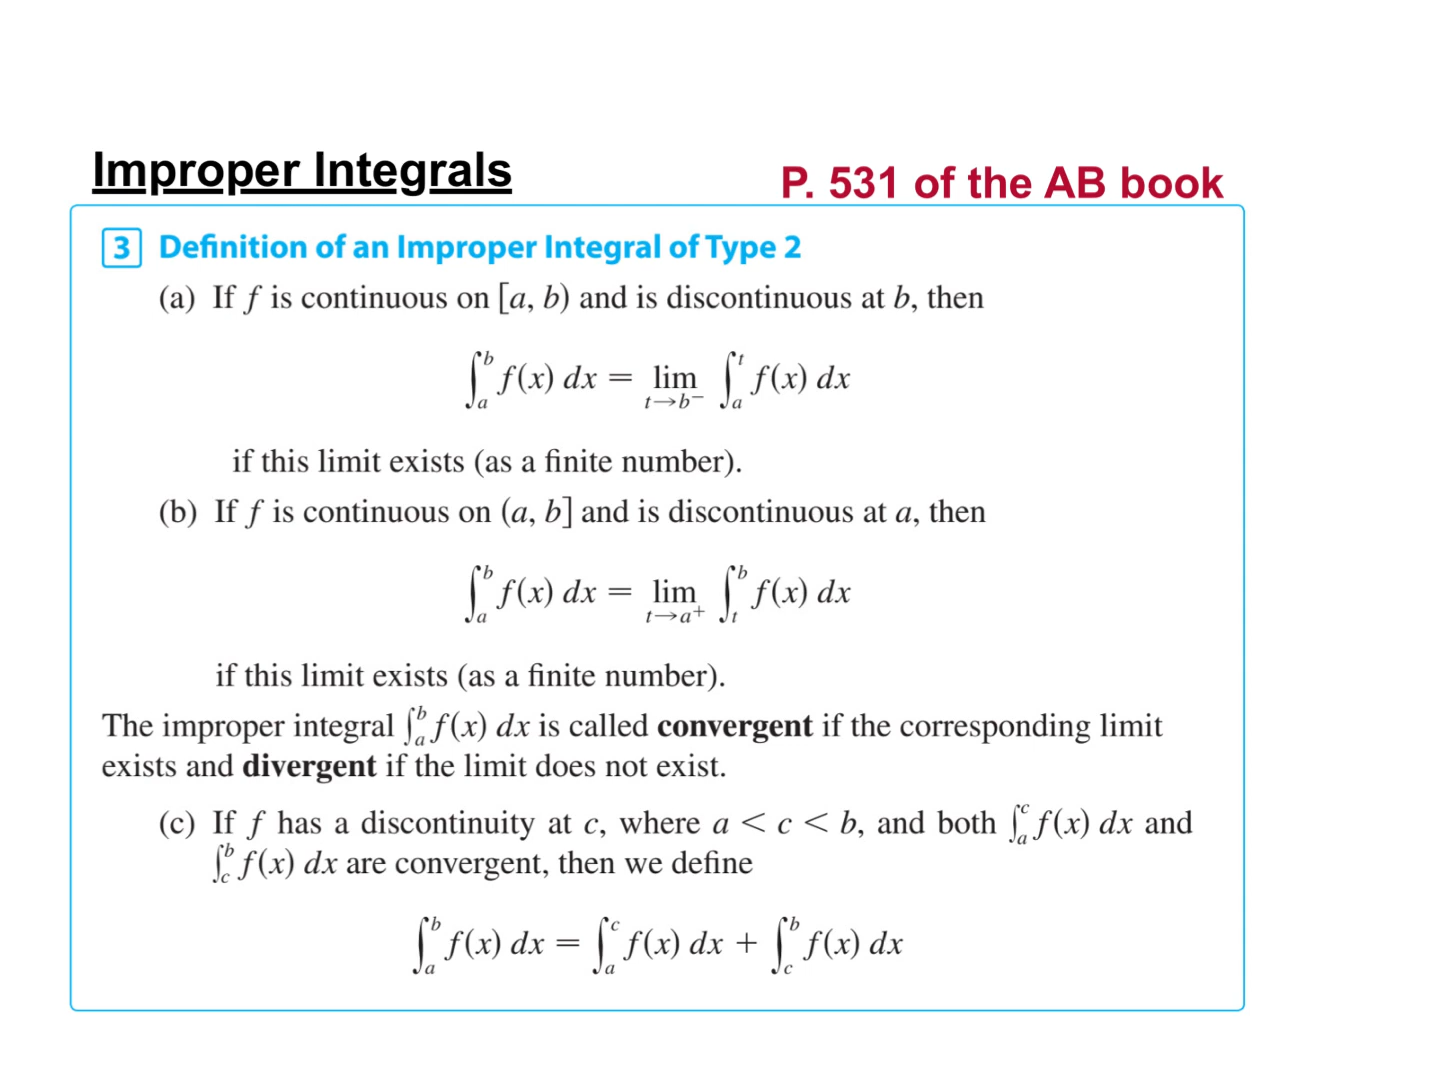 Improper Integrals
P. 531 of the AB book
3 Definition of an Improper Integral of Type 2
(a) If f is continuous on [a, b) and is discontinuous at b, then
∫_a^b f(x) dx = lim_{t→b⁻} ∫_a^t f(x) dx
if this limit exists (as a finite number).
(b) If f is continuous on (a, b] and is discontinuous at a, then
∫_a^b f(x) dx = lim_{t→a⁺} ∫_t^b f(x) dx
if this limit exists (as a finite number).
The improper integral ∫_a^b f(x) dx is called convergent if the corresponding limit
exists and divergent if the limit does not exist.
(c) If f has a discontinuity at c, where a < c < b, and both ∫_a^c f(x) dx and
∫_c^b f(x) dx are convergent, then we define
∫_a^b f(x) dx = ∫_a^c f(x) dx + ∫_c^b f(x) dx